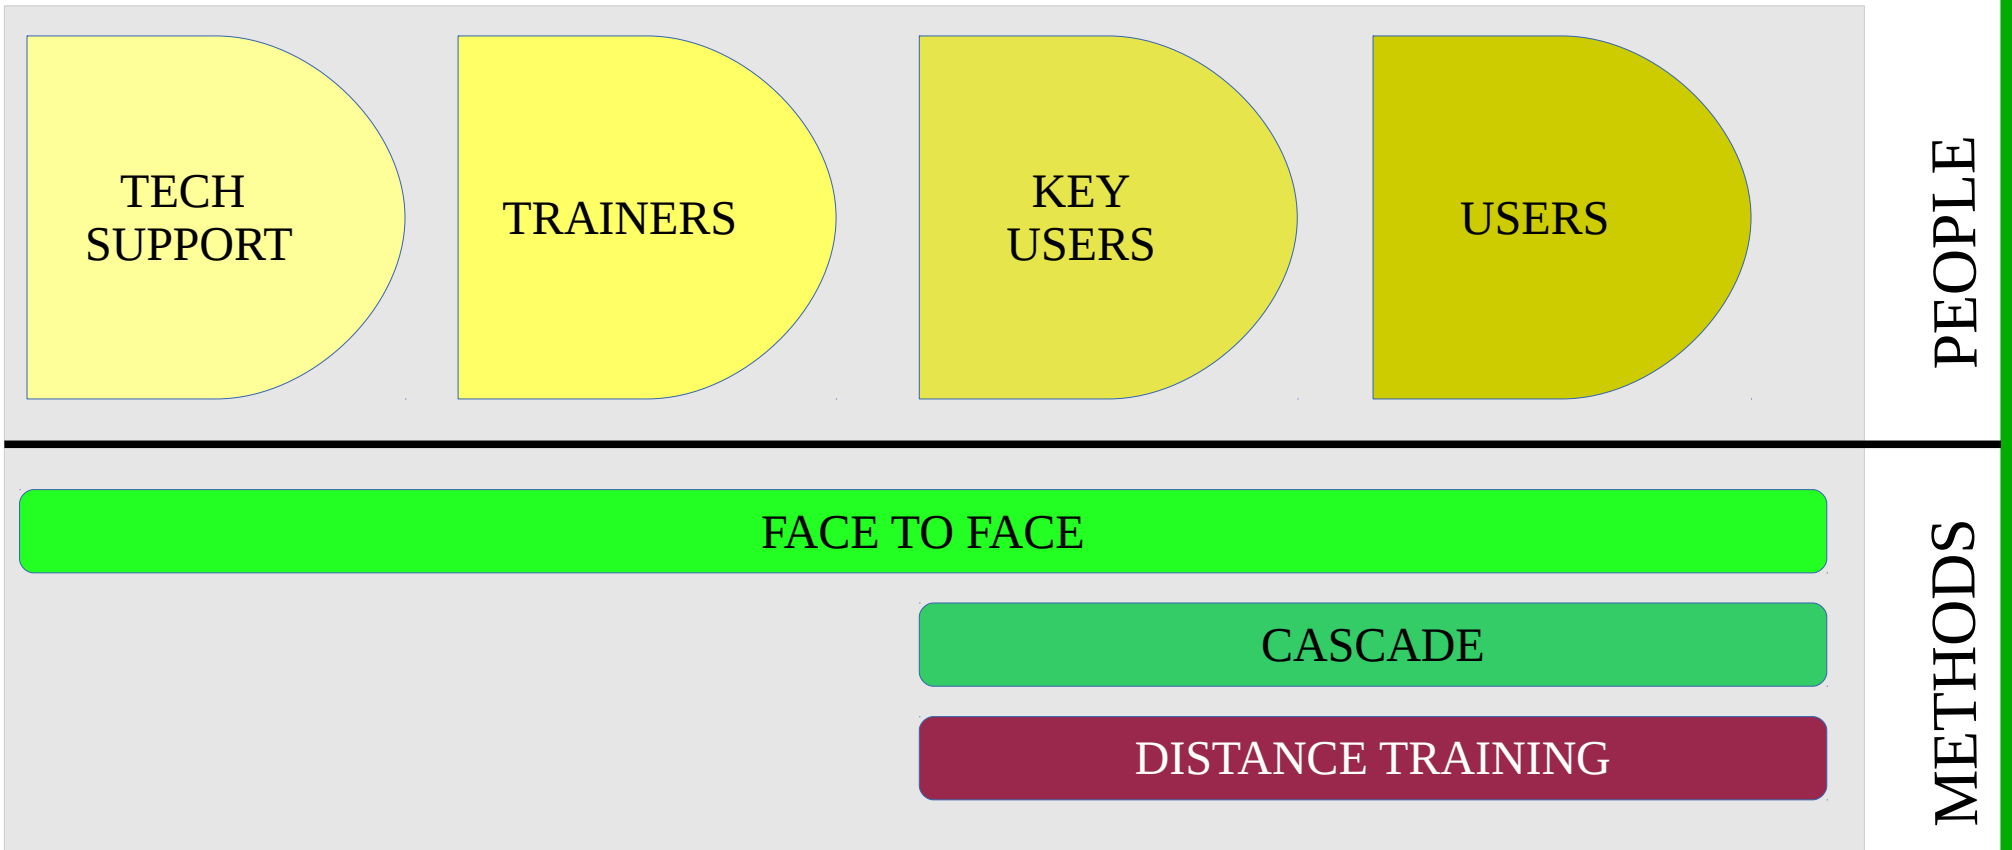 TECH
SUPPORT
TRAINERS
KEY
USERS
USERS
PEOPLE
FACE TO FACE
CASCADE
DISTANCE TRAINING
METHODS